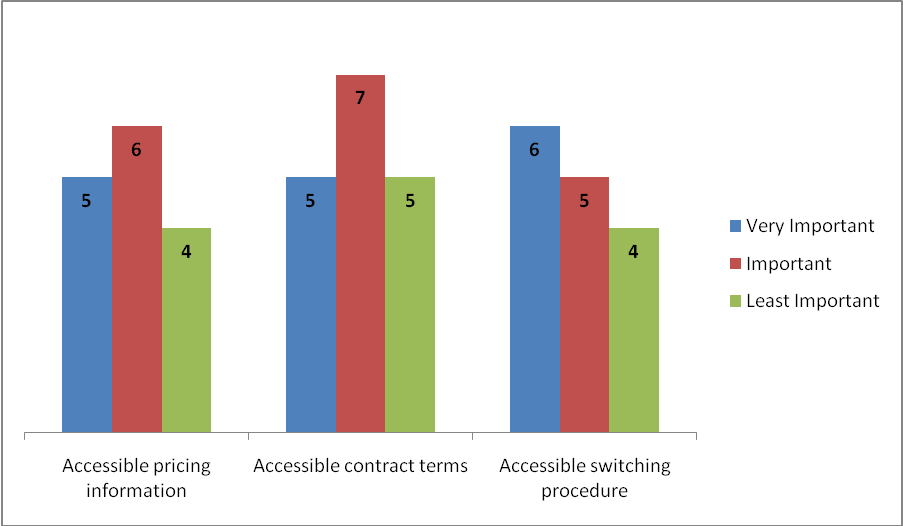 7
6
6
5
5
5
5
4
4
Very Important
Important
Least Important
Accessible pricing
information
Accessible contract terms
Accessible switching
procedure